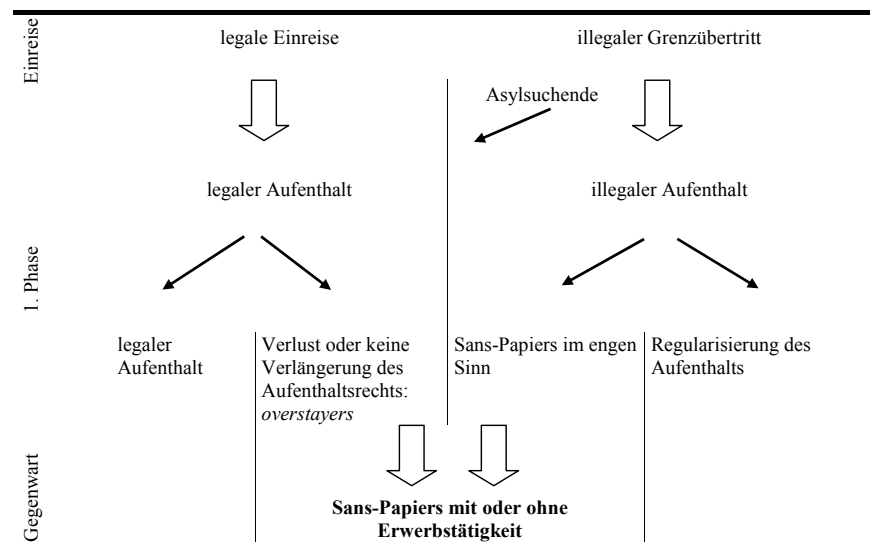 Einreise
legale Einreise
illegaler Grenzübertritt
Asylsuchende
legaler Aufenthalt
illegaler Aufenthalt
1. Phase
legaler
Aufenthalt
Verlust oder keine
Verlängerung des
Aufenthaltsrechts:
overstayers
Sans-Papiers im engen
Sinn
Regularisierung des
Aufenthalts
Gegenwart
Sans-Papiers mit oder ohne
Erwerbstätigkeit